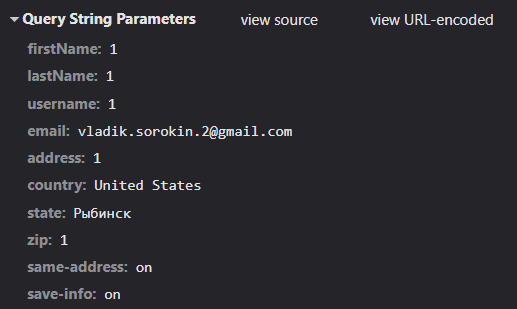 Query String Parameters view source view URL-encoded
firstName: 1
lastName: 1
username: 1
email: vladik.sorokin.2@gmail.com
address: 1
country: United States
state: Рыбинск
zip: 1
same-address: on
save-info: on